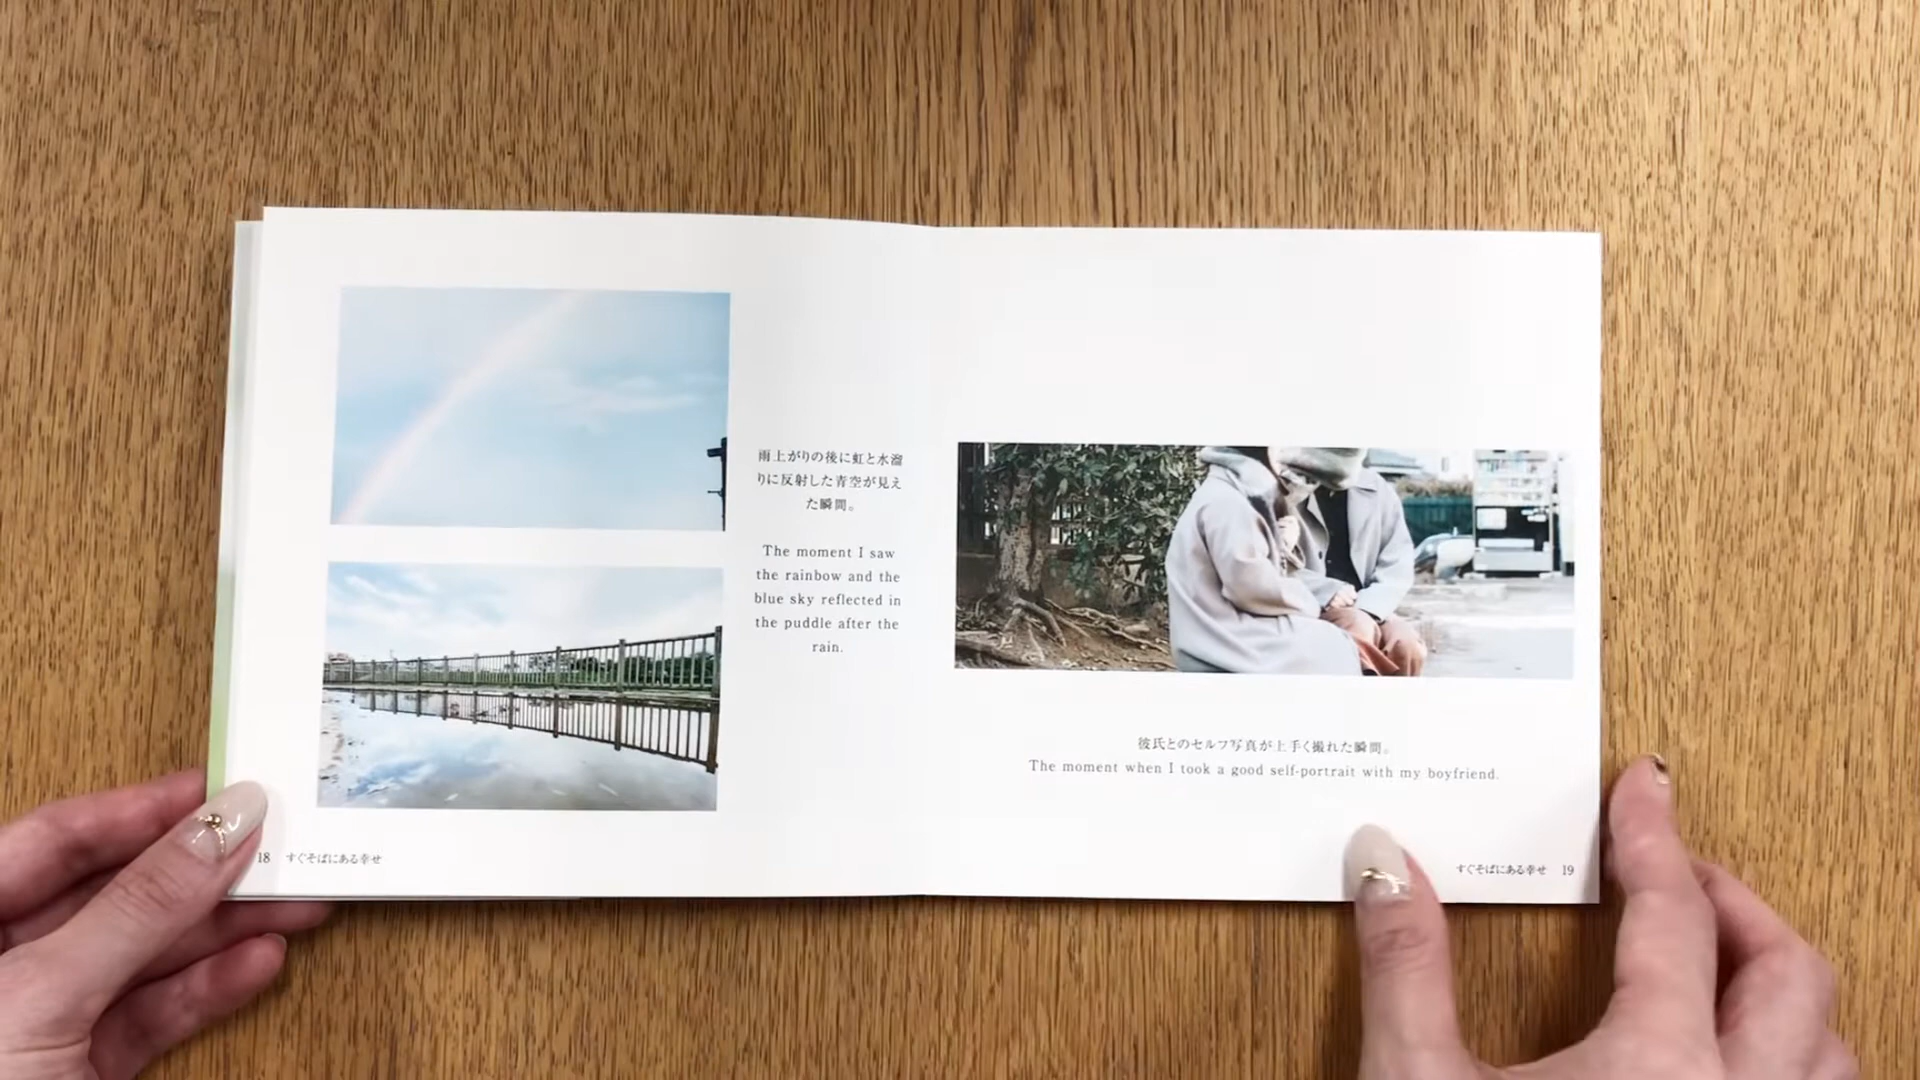 雨上がりの後に虹と水溜
りに反射した青空が見え
た瞬間。
The moment I saw
the rainbow and the
blue sky reflected in
the puddle after the
rain.
18 すぐそばにある幸せ
彼氏とのセルフ写真が上手く撮れた瞬間。
The moment when I took a good self-portrait with my boyfriend.
すぐそばにある幸せ 19